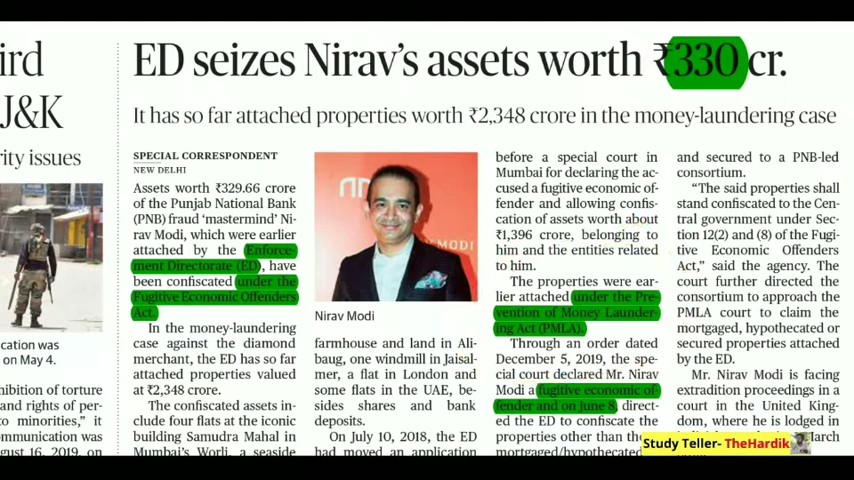 ird
J&K
rity issues
cation was
on May 4.
hibition of torture
and rights of per-
to minorities," it
ommunication was
gust 16, 2019, on
ED seizes Nirav's assets worth ₹330 cr.
It has so far attached properties worth ₹2,348 crore in the money-laundering case
SPECIAL CORRESPONDENT
NEW DELHI
Assets worth ₹329.66 crore
of the Punjab National Bank
(PNB) fraud 'mastermind' Ni-
rav Modi, which were earlier
attached by the Enforce-
ment Directorate (ED), have
been confiscated under the
Fugitive Economic Offenders
Act.
In the money-laundering
case against the diamond
merchant, the ED has so far
attached properties valued
at ₹2,348 crore.
The confiscated assets in-
clude four flats at the iconic
building Samudra Mahal in
Mumbai's Worli, a seaside
MODI
Nirav Modi
farmhouse and land in Ali-
baug, one windmill in Jaisal-
mer, a flat in London and
some flats in the UAE, be-
sides shares and bank
deposits.
On July 10, 2018, the ED
had moved an application
before a special court in
Mumbai for declaring the ac-
cused a fugitive economic of-
fender and allowing confis-
cation of assets worth about
₹1,396 crore, belonging to
him and the entities related
to him.
The properties were ear-
lier attached under the Pre-
vention of Money Launder-
ing Act (PMLA).
Through an order dated
December 5, 2019, the spe-
cial court declared Mr. Nirav
Modi a fugitive economic of-
fender and on June 8, direct-
ed the ED to confiscate the
properties other than the
mortgaged/hypothecated
and secured to a PNB-led
consortium.
"The said properties shall
stand confiscated to the Cen-
tral government under Sec-
tion 12(2) and (8) of the Fugi-
tive Economic Offenders
Act," said the agency. The
court further directed the
consortium to approach the
PMLA court to claim the
mortgaged, hypothecated or
secured properties attached
by the ED.
Mr. Nirav Modi is facing
extradition proceedings in a
court in the United King-
dom, where he is lodged in
Study Teller- TheHardik